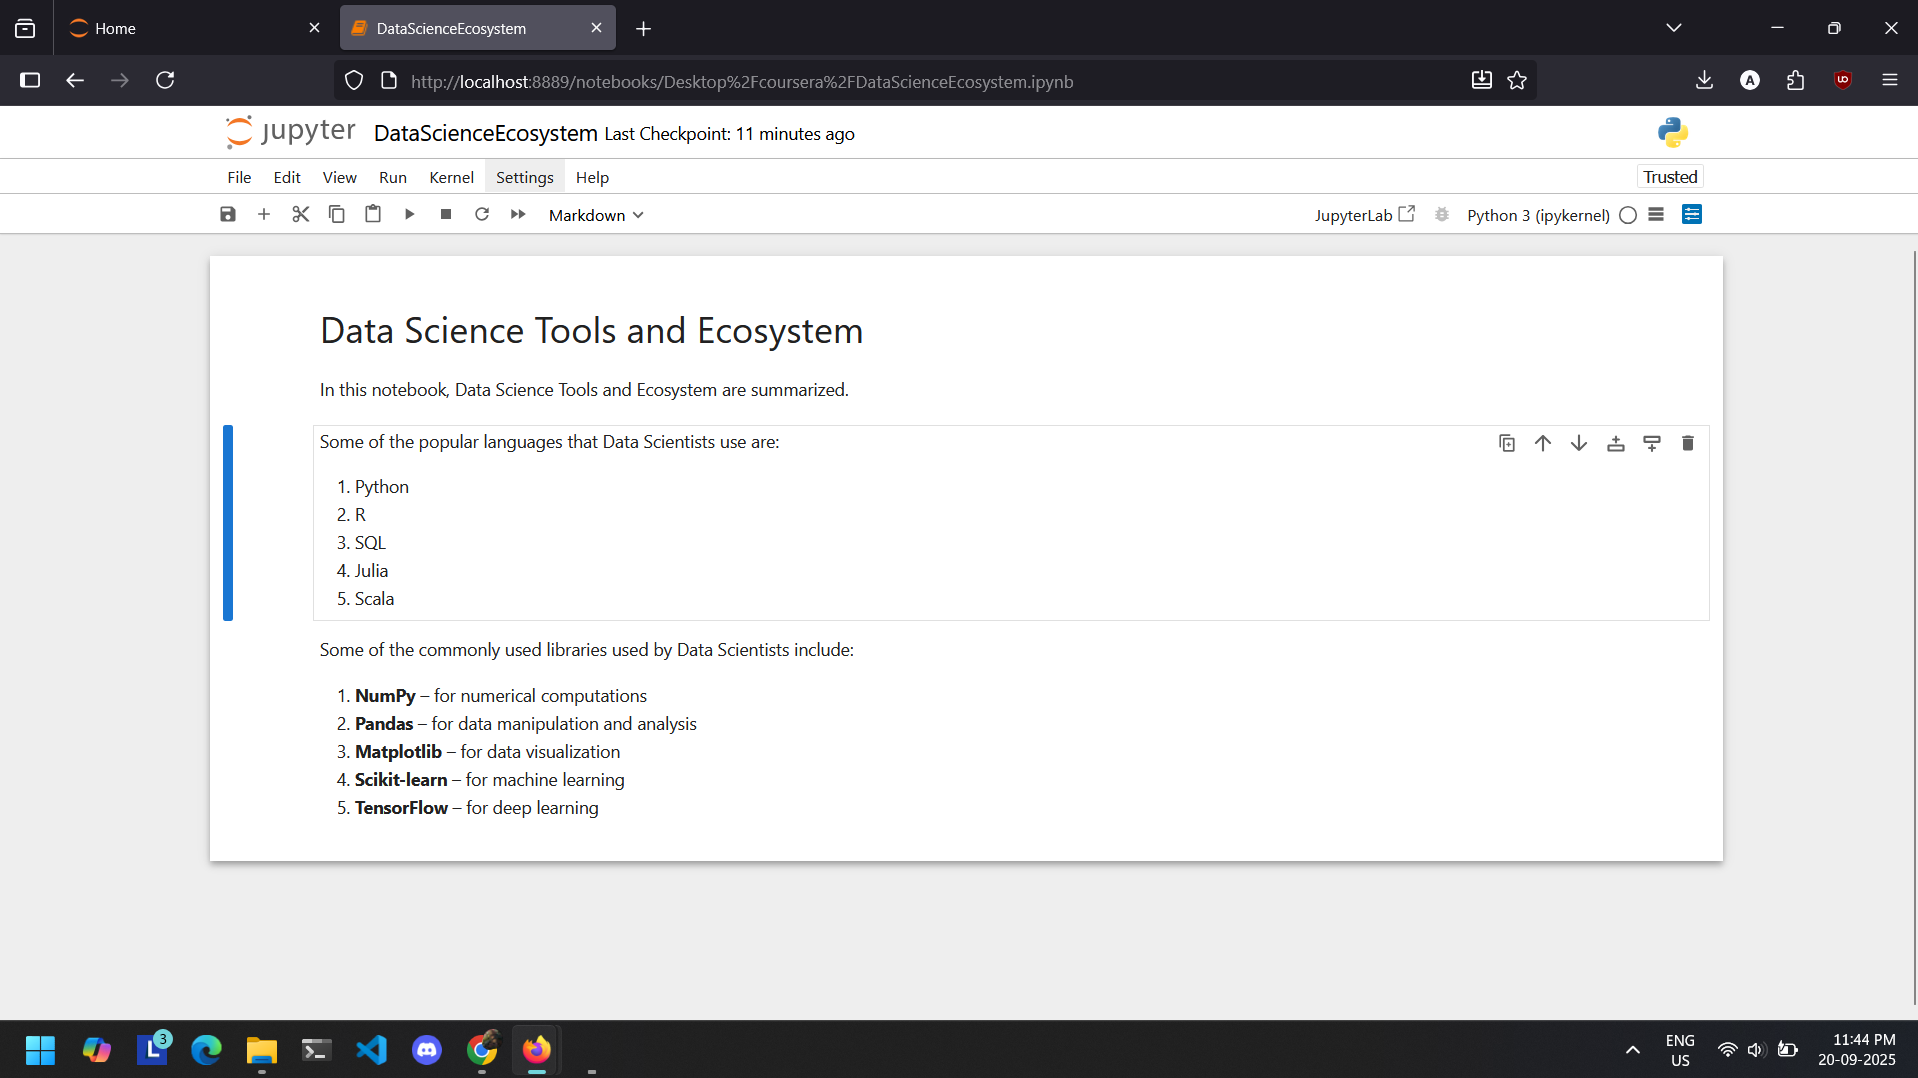 Home
DataScienceEcosystem
http://localhost:8889/notebooks/Desktop%2Fcoursera%2FDataScienceEcosystem.ipynb
jupyter DataScienceEcosystem Last Checkpoint: 11 minutes ago
File Edit View Run Kernel Settings Help Trusted
Markdown JupyterLab Python 3 (ipykernel)
Data Science Tools and Ecosystem
In this notebook, Data Science Tools and Ecosystem are summarized.
Some of the popular languages that Data Scientists use are:
1. Python
2. R
3. SQL
4. Julia
5. Scala
Some of the commonly used libraries used by Data Scientists include:
1. NumPy – for numerical computations
2. Pandas – for data manipulation and analysis
3. Matplotlib – for data visualization
4. Scikit-learn – for machine learning
5. TensorFlow – for deep learning
L 3
ENG
US
11:44 PM
20-09-2025